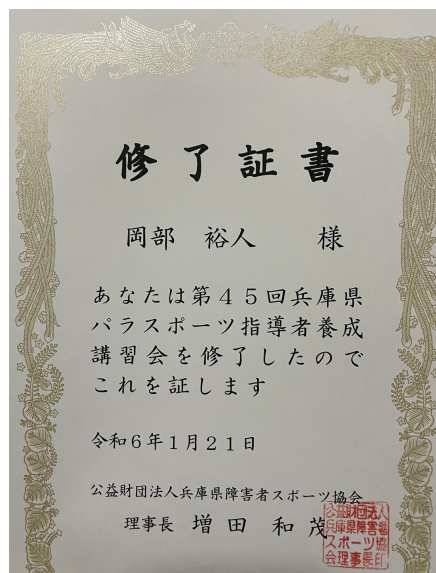 修了証書
岡部 裕人 様
あなたは第45回兵庫県
パラスポーツ指導者養成
講習会を修了したので
これを証します
令和6年1月21日
公益財団法人兵庫県障害者スポーツ協会
理事長 増田 和茂
公益財団法人
兵庫県障害者
スポーツ協
会理事長印